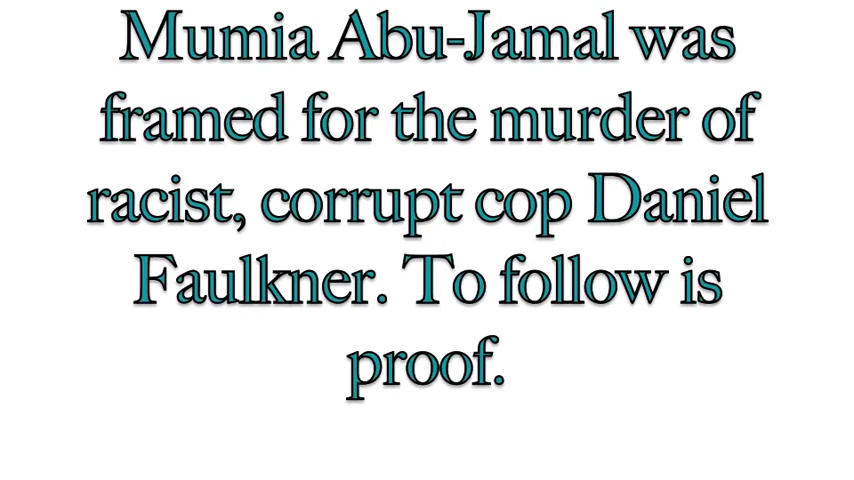 Mumia Abu-Jamal was
framed for the murder of
racist, corrupt cop Daniel
Faulkner. To follow is
proof.